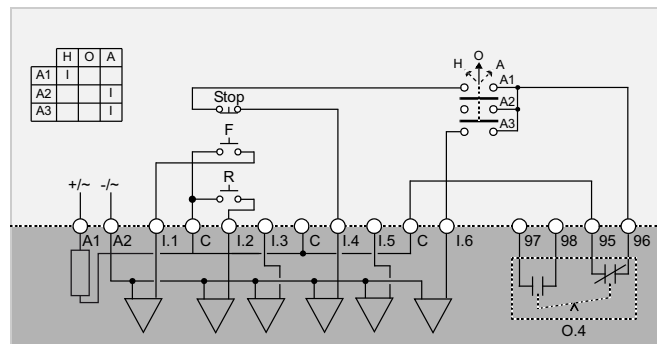 H O A
A1 I
A2 I
A3 I
O
H A
A1
A2
A3
Stop
F
R
+/~ -/~
A1 A2 I.1 C I.2 I.3 C I.4 I.5 C I.6 97 98 95 96
O.4